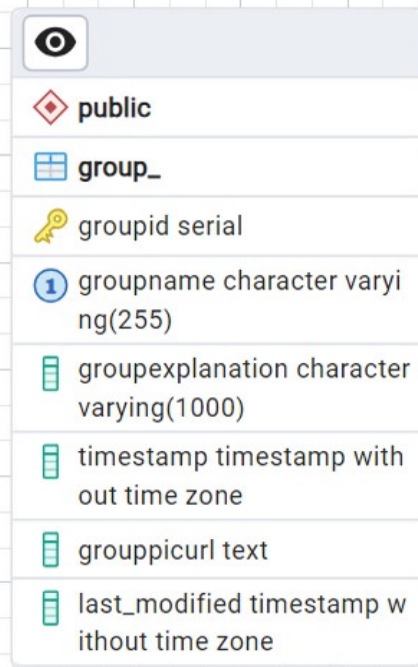 public
group_
groupid serial
1
groupname character varyi
ng(255)
groupexplanation character
varying(1000)
timestamp timestamp with
out time zone
grouppicurl text
last_modified timestamp w
ithout time zone